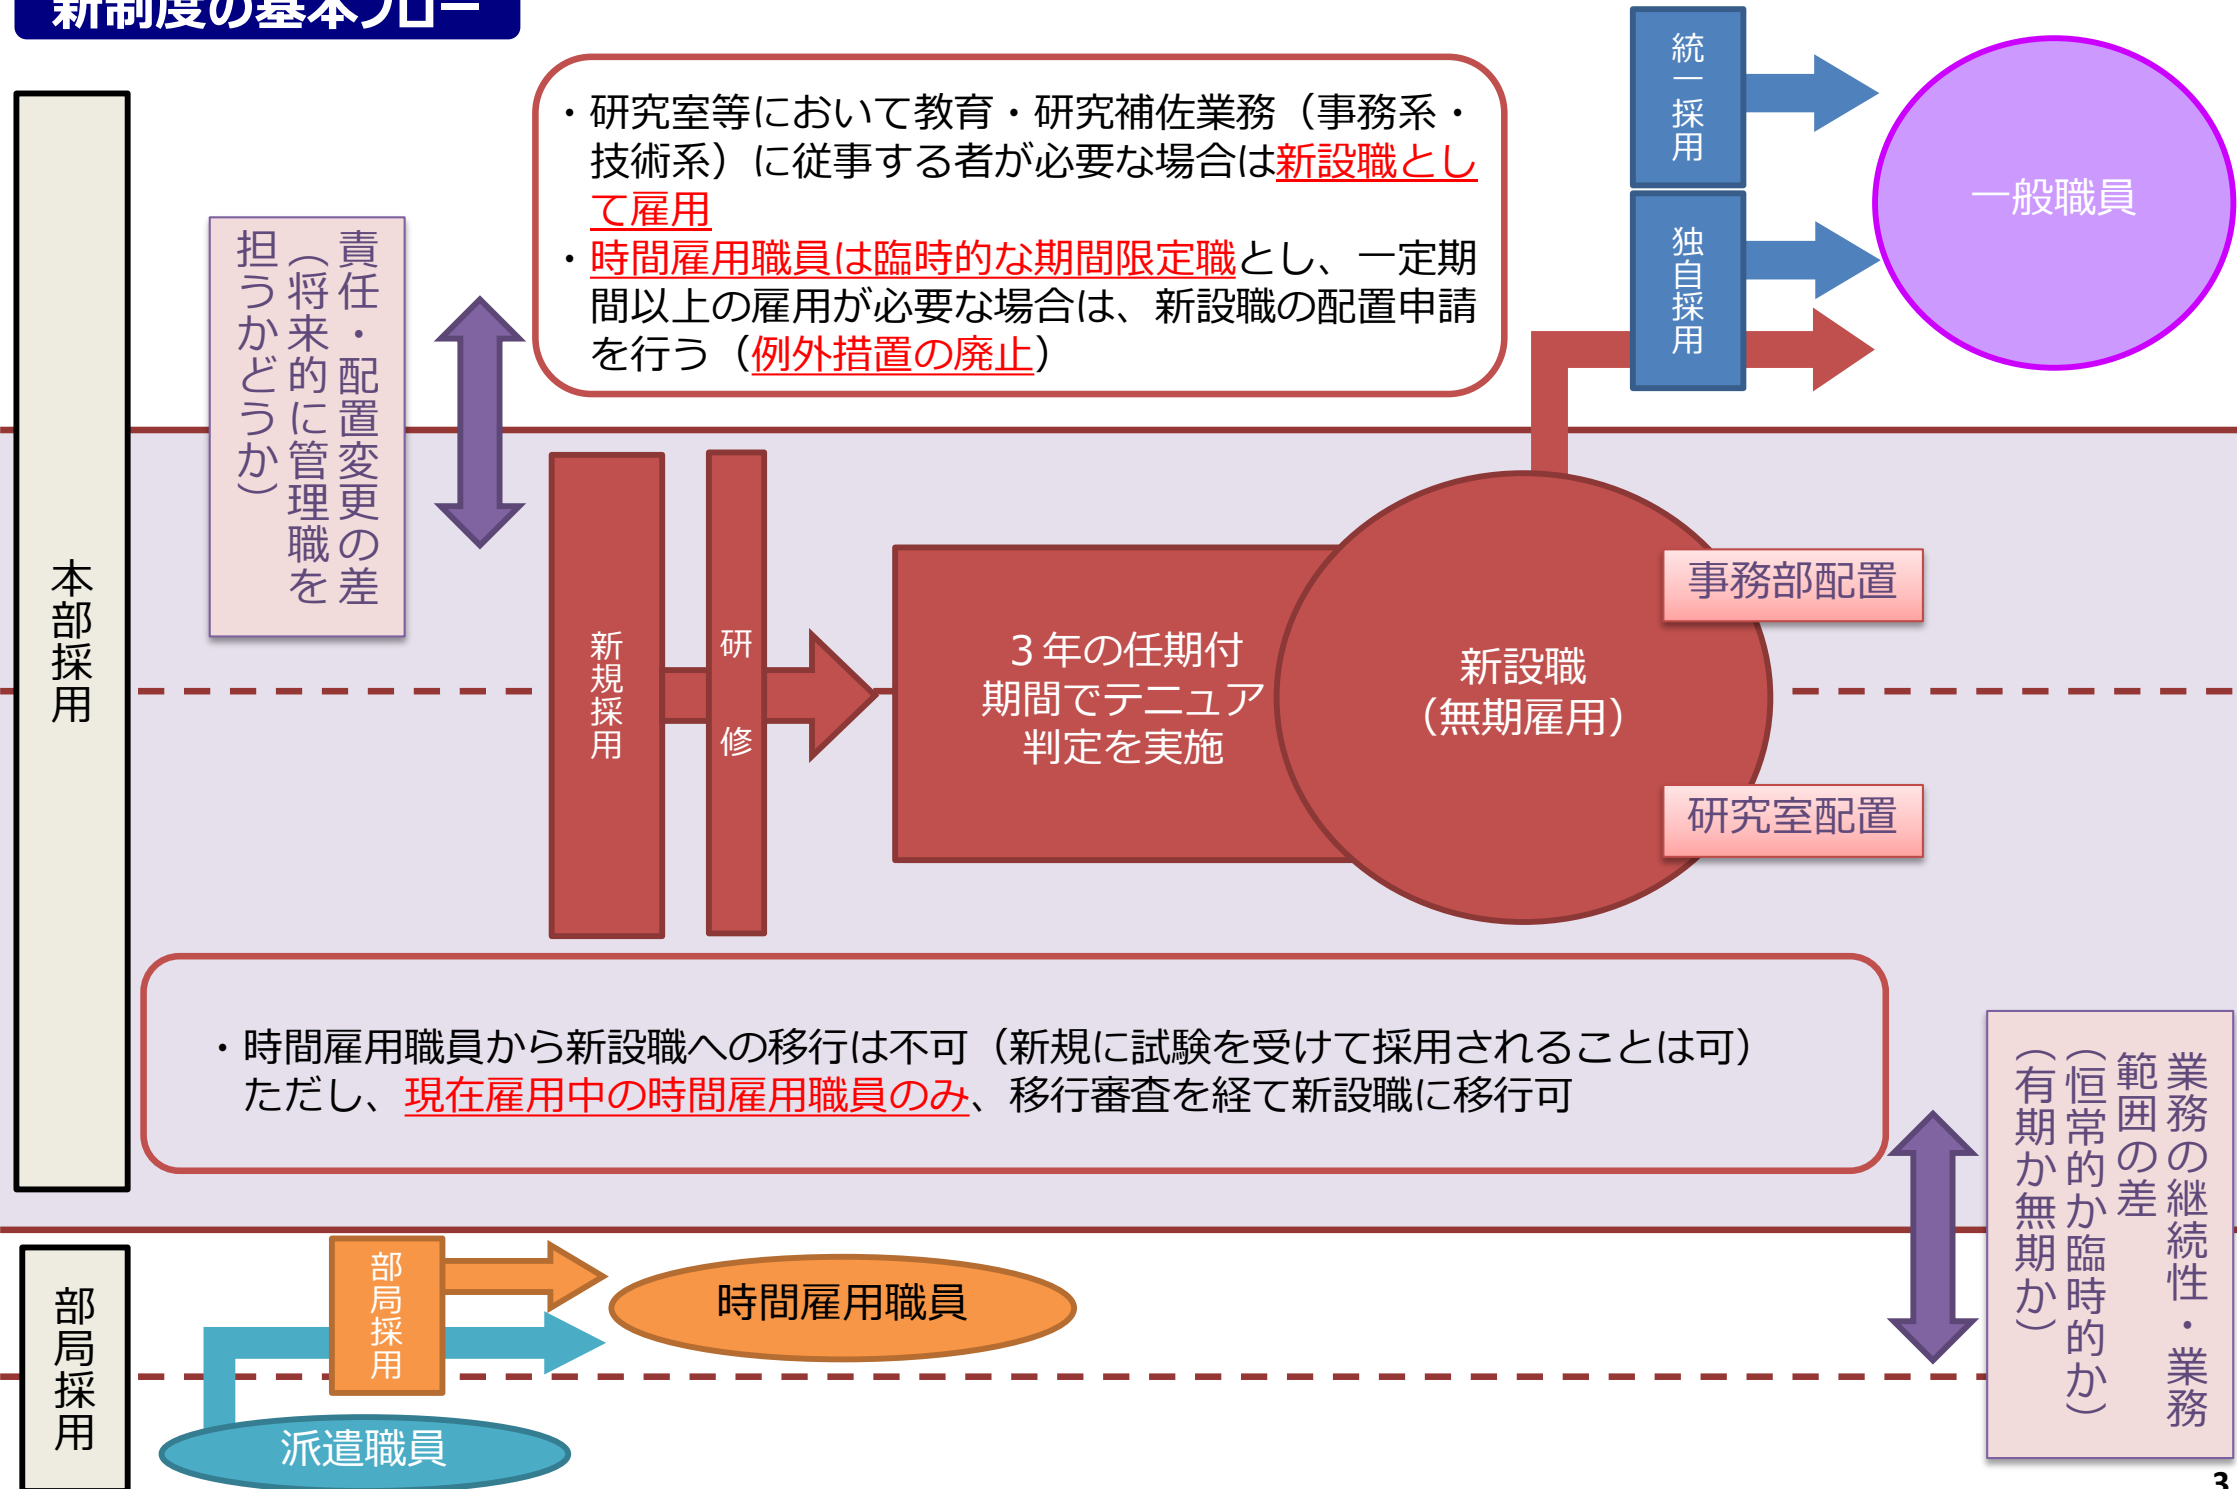 新制度の基本フロー
・研究室等において教育・研究補佐業務（事務系・
技術系）に従事する者が必要な場合は新設職とし
て雇用
・時間雇用職員は臨時的な期間限定職とし、一定期
間以上の雇用が必要な場合は、新設職の配置申請
を行う（例外措置の廃止）
統一採用
独自採用
一般職員
本部採用
責任・配置変更の差
（将来的に管理職を
担うかどうか）
新規採用
研修
３年の任期付
期間でテニュア
判定を実施
新設職
（無期雇用）
事務部配置
研究室配置
・時間雇用職員から新設職への移行は不可（新規に試験を受けて採用されることは可）
ただし、現在雇用中の時間雇用職員のみ、移行審査を経て新設職に移行可
業務の継続性・業務
範囲の差
（恒常的か臨時的か）
（有期か無期か）
部局採用
部局採用
時間雇用職員
派遣職員
3